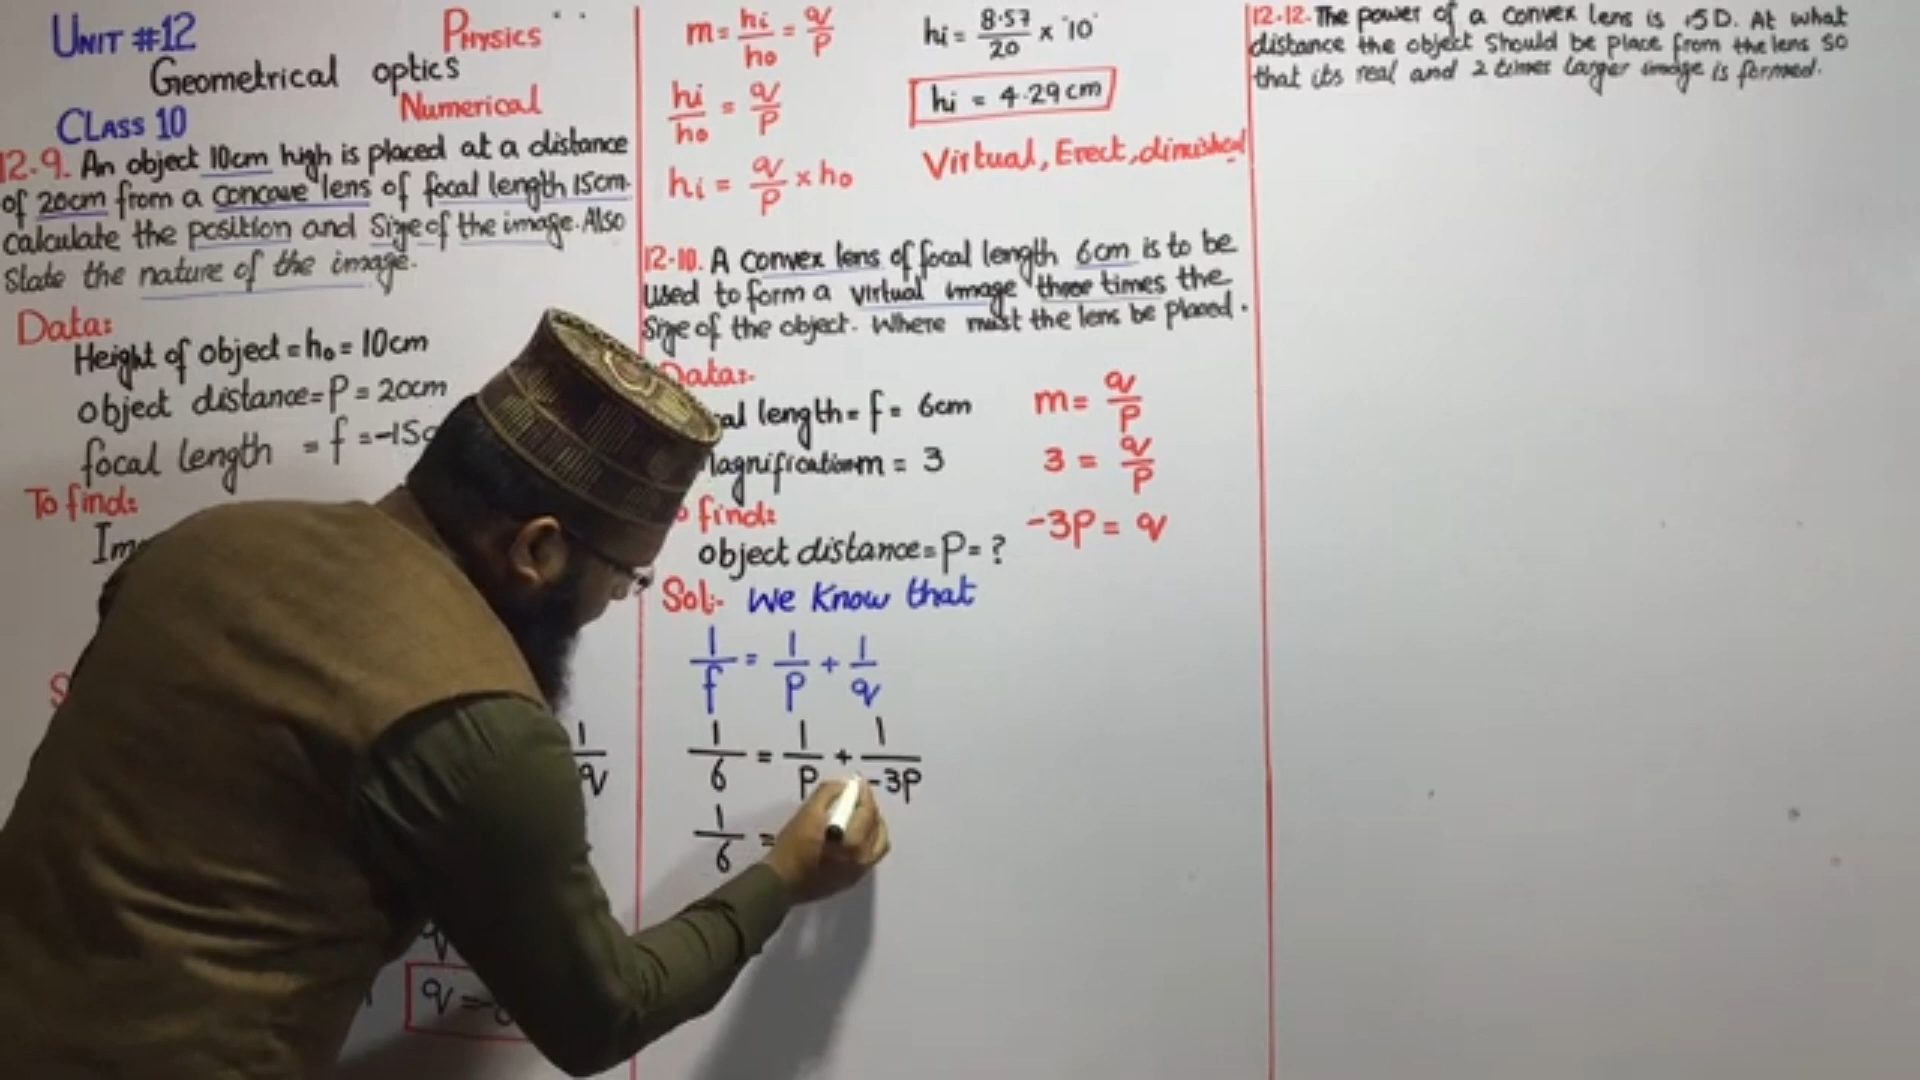 UNIT #12
Physics
Geometrical optics
Numerical
CLASS 10
12.9. An object 10cm high is placed at a distance
of 20cm from a concave lens of focal length 15cm.
calculate the position and Size of the image. Also
State the nature of the image.
Data:
Height of object = ho = 10cm
object distance = P = 20cm
focal length = f = -15
To find:
1
q
m = hi/ho = q/P
hi/ho = q/P
hi = q/P × ho
hi = 8.57/20 × 10
hi = 4.29cm
Virtual, Erect, diminshed
12.10. A convex lens of focal length 6cm is to be
used to form a virtual image three times the
Size of the object. Where must the lens be placed.
Data:-
length = f = 6cm
m = 3
find:
object distance = P = ?
m = q/P
3 = q/P
-3P = q
Sol:- We Know that
1/f = 1/P + 1/q
1/6 = 1/P + 1/-3P
1/6 =
12.12. The power of a convex lens is 5D. At what
distance the object Should be place from the lens so
that its real and 2 times larger image is formed.